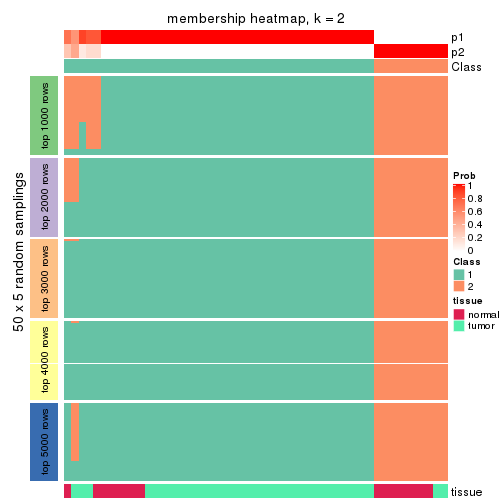 membership heatmap, k = 2
p1
p2
Class
50 x 5 random samplings
top 1000 rows
top 2000 rows
top 3000 rows
top 4000 rows
top 5000 rows
Prob
1
0.8
0.6
0.4
0.2
0
Class
1
2
tissue
normal
tumor
tissue